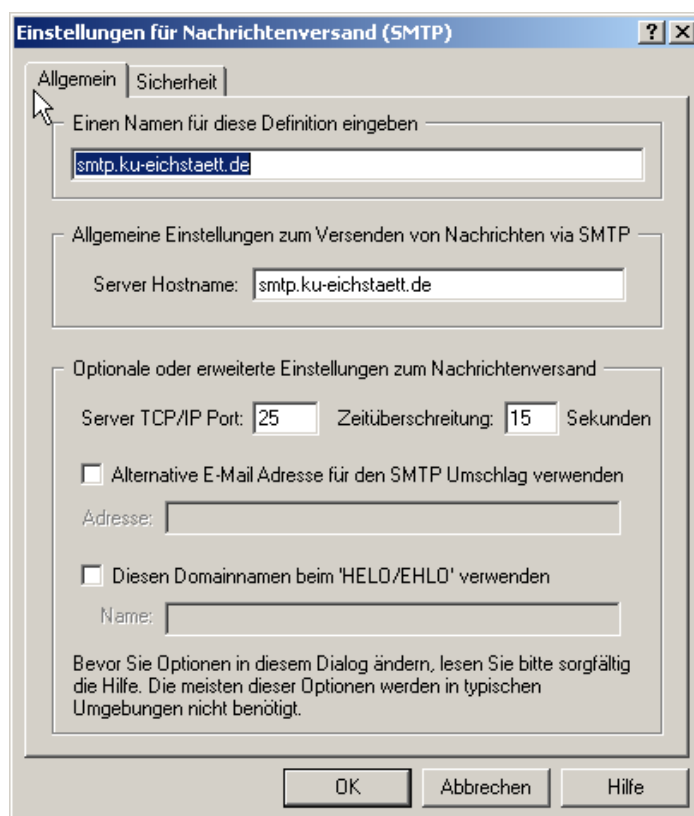 Einstellungen für Nachrichtenversand (SMTP)
Allgemein
Sicherheit
Einen Namen für diese Definition eingeben
smtp.ku-eichstaett.de
Allgemeine Einstellungen zum Versenden von Nachrichten via SMTP
Server Hostname: smtp.ku-eichstaett.de
Optionale oder erweiterte Einstellungen zum Nachrichtenversand
Server TCP/IP Port: 25 Zeitüberschreitung: 15 Sekunden
Alternative E-Mail Adresse für den SMTP Umschlag verwenden
Adresse:
Diesen Domainnamen beim 'HELO/EHLO' verwenden
Name:
Bevor Sie Optionen in diesem Dialog ändern, lesen Sie bitte sorgfältig
die Hilfe. Die meisten dieser Optionen werden in typischen
Umgebungen nicht benötigt.
OK Abbrechen Hilfe